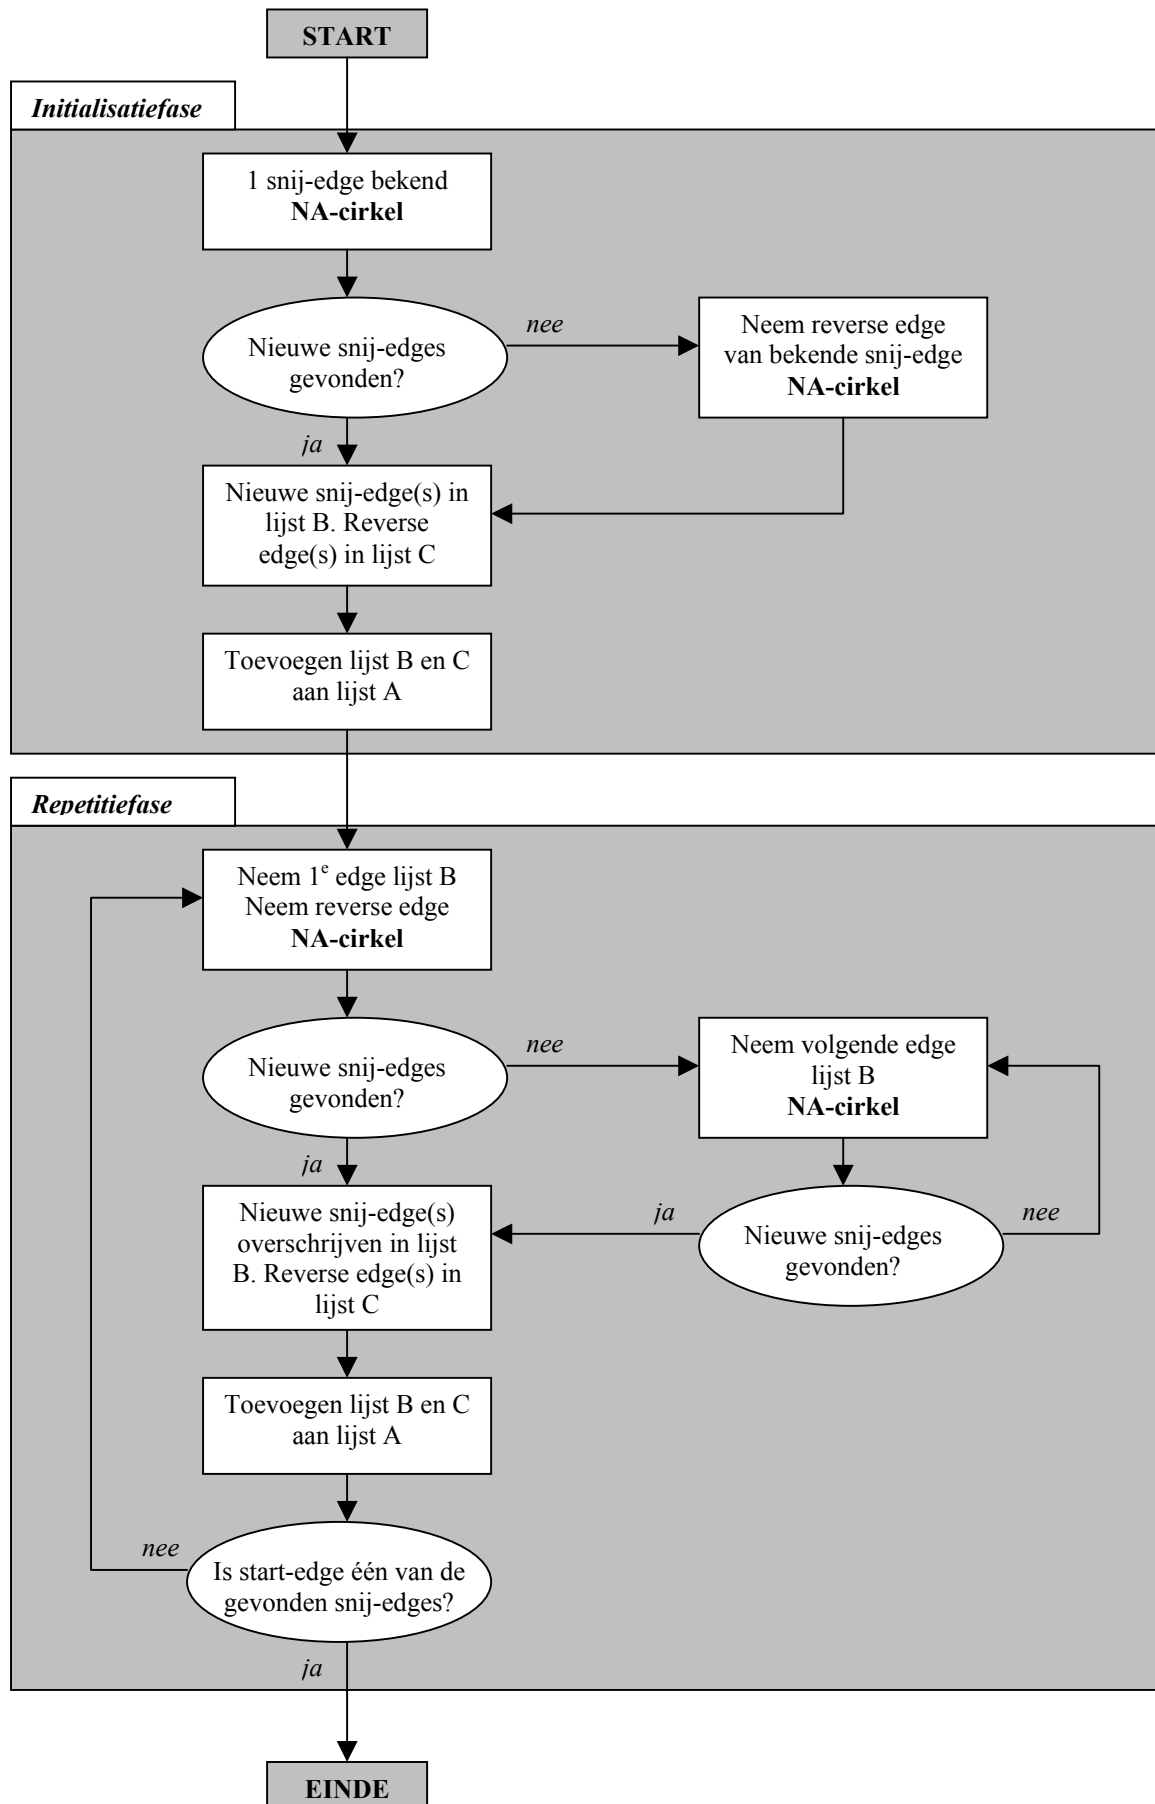 START
Initialisatiefase
1 snij-edge bekend
NA-cirkel
Nieuwe snij-edges
gevonden?
nee
Neem reverse edge
van bekende snij-edge
NA-cirkel
ja
Nieuwe snij-edge(s) in
lijst B. Reverse
edge(s) in lijst C
Toevoegen lijst B en C
aan lijst A
Repetitiefase
Neem 1e edge lijst B
Neem reverse edge
NA-cirkel
Nieuwe snij-edges
gevonden?
nee
Neem volgende edge
lijst B
NA-cirkel
ja
Nieuwe snij-edge(s)
overschrijven in lijst
B. Reverse edge(s) in
lijst C
ja
Nieuwe snij-edges
gevonden?
nee
Toevoegen lijst B en C
aan lijst A
nee
Is start-edge één van de
gevonden snij-edges?
ja
EINDE